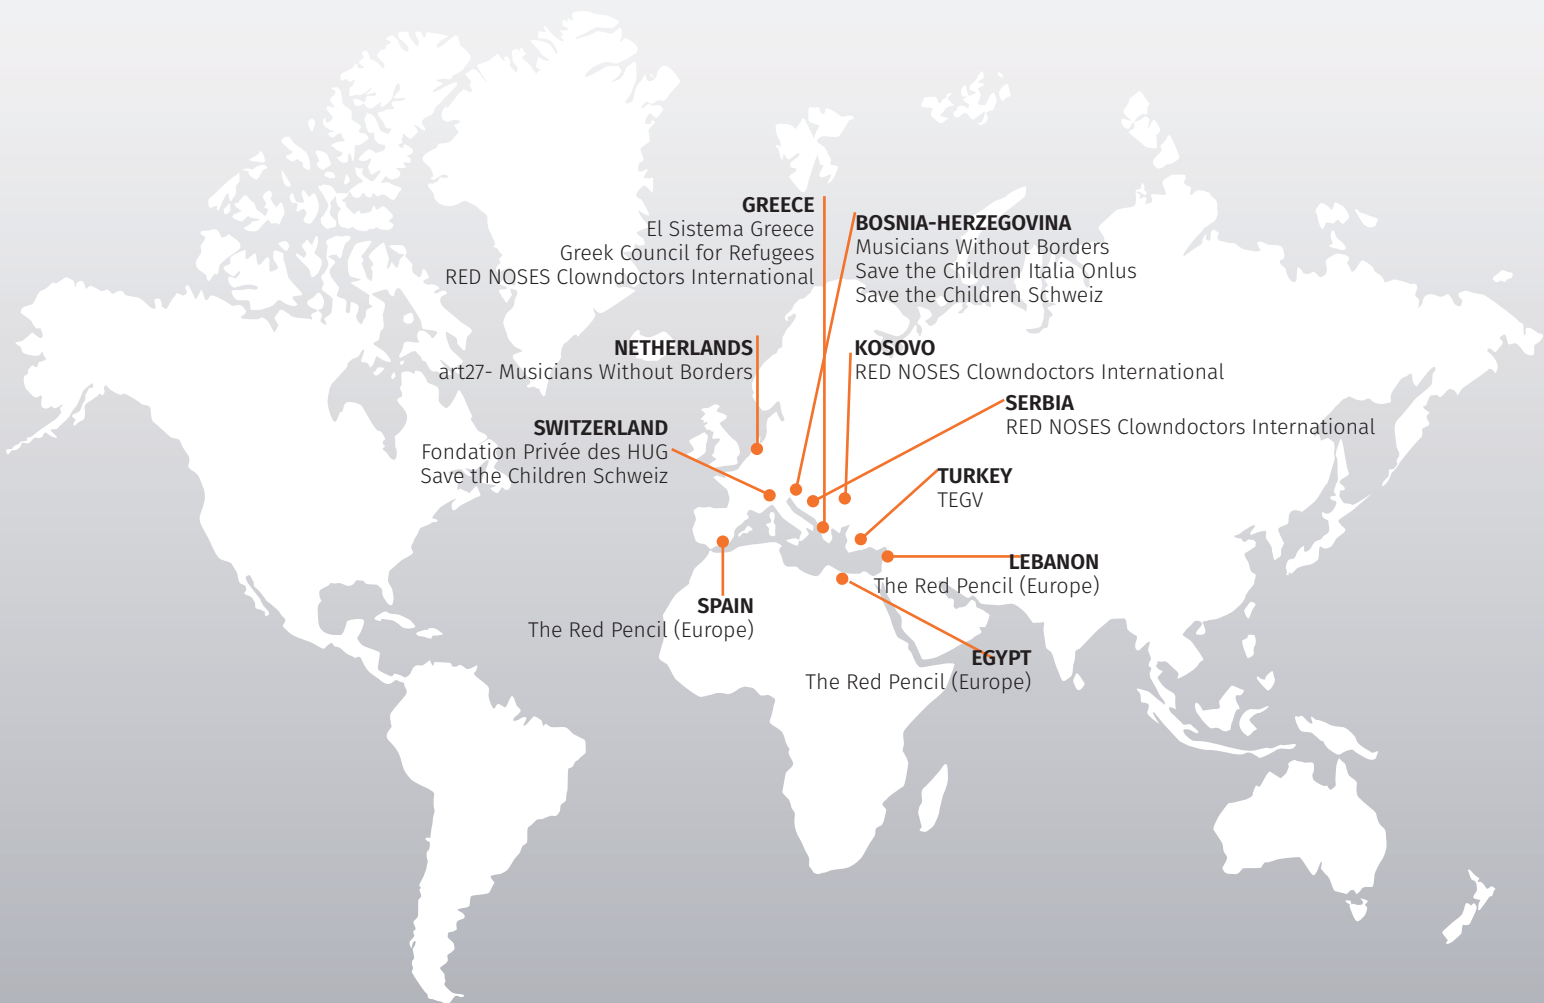 GREECE
El Sistema Greece
Greek Council for Refugees
RED NOSES Clowndoctors International
BOSNIA-HERZEGOVINA
Musicians Without Borders
Save the Children Italia Onlus
Save the Children Schweiz
NETHERLANDS
art27- Musicians Without Borders
KOSOVO
RED NOSES Clowndoctors International
SERBIA
RED NOSES Clowndoctors International
SWITZERLAND
Fondation Privée des HUG
Save the Children Schweiz
TURKEY
TEGV
LEBANON
The Red Pencil (Europe)
SPAIN
The Red Pencil (Europe)
EGYPT
The Red Pencil (Europe)